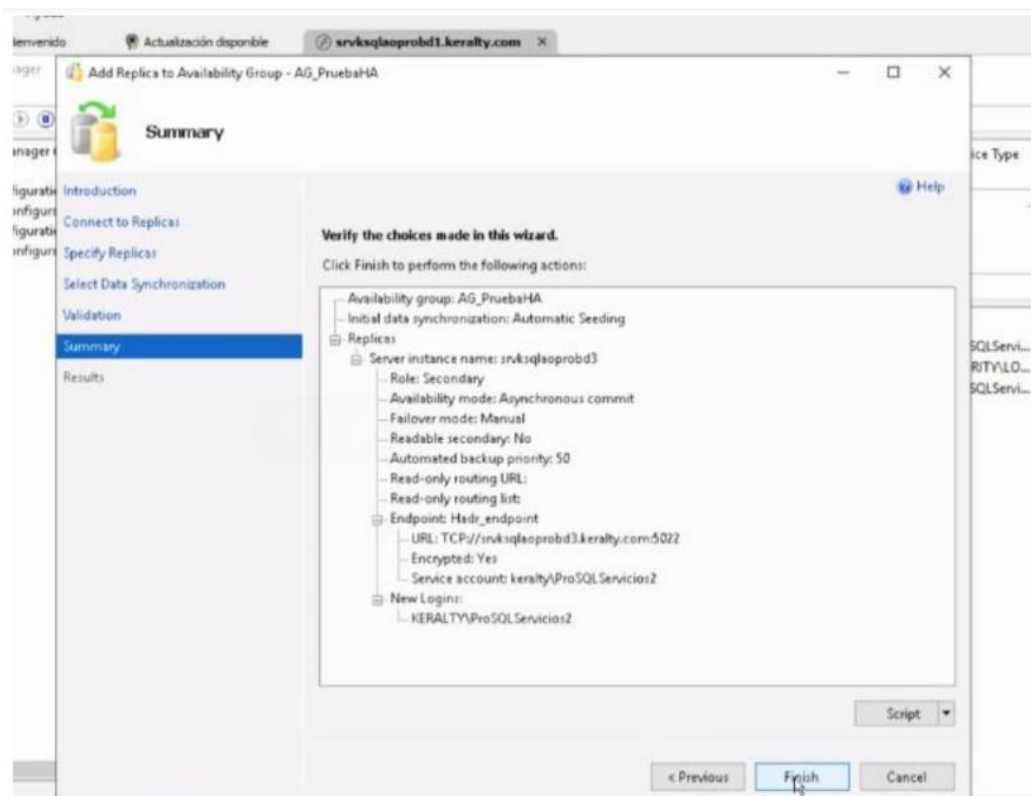 Actualización disponible
srvksqlaoprobd1.keralty.com
Add Replica to Availability Group - AG_PruebaHA
Summary
ice Type
Help
Introduction
Connect to Replicas
Specify Replicas
Select Data Synchronization
Validation
Summary
Results
Verify the choices made in this wizard.
Click Finish to perform the following actions:
Availability group: AG_PruebaHA
Initial data synchronization: Automatic Seeding
Replicas
Server instance name: srvksqlaoprobd3
Role: Secondary
Availability mode: Asynchronous commit
Failover mode: Manual
Readable secondary: No
Automated backup priority: 50
Read-only routing URL:
Read-only routing list:
Endpoint: Hadr_endpoint
URL: TCP://srvksqlaoprobd3.keralty.com:5022
Encrypted: Yes
Service account: keralty\ProSQLServicios2
New Logins:
KERALTY\ProSQLServicios2
SQLServi...
RITY\LO...
SQLServi...
Script
< Previous
Finish
Cancel